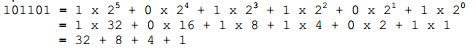 101101 = 1 x 2⁵ + 0 x 2⁴ + 1 x 2³ + 1 x 2² + 0 x 2¹ + 1 x 2⁰
= 1 x 32 + 0 x 16 + 1 x 8 + 1 x 4 + 0 x 2 + 1 x 1
= 32 + 8 + 4 + 1